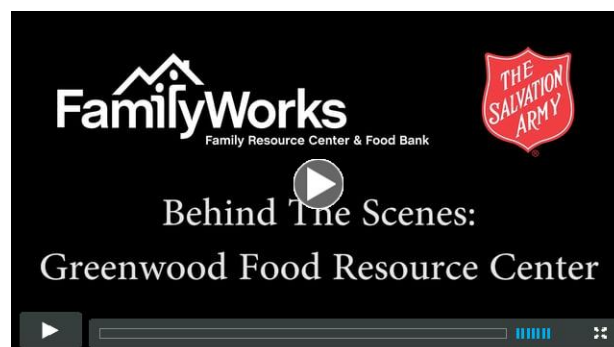 FamilyWorks
Family Resource Center & Food Bank
THE
SALVATION
ARMY
Behind The Scenes:
Greenwood Food Resource Center